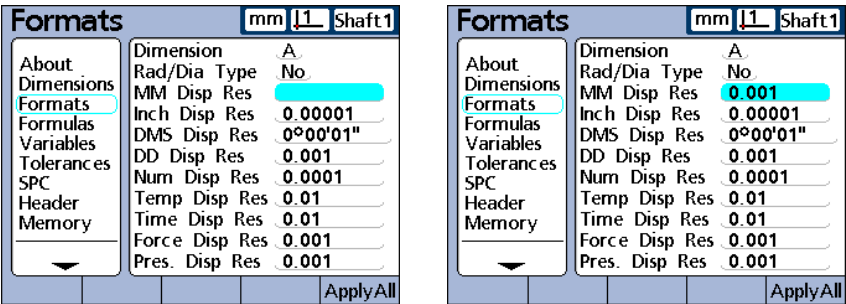 Formats mm 1 Shaft1
About
Dimensions
Formats
Formulas
Variables
Tolerances
SPC
Header
Memory
Dimension A
Rad/Dia Type No
MM Disp Res
Inch Disp Res 0.00001
DMS Disp Res 0°00'01"
DD Disp Res 0.001
Num Disp Res 0.0001
Temp Disp Res 0.01
Time Disp Res 0.01
Force Disp Res 0.001
Pres. Disp Res 0.001
ApplyAll
Formats mm 1 Shaft1
About
Dimensions
Formats
Formulas
Variables
Tolerances
SPC
Header
Memory
Dimension A
Rad/Dia Type No
MM Disp Res 0.001
Inch Disp Res 0.00001
DMS Disp Res 0°00'01"
DD Disp Res 0.001
Num Disp Res 0.0001
Temp Disp Res 0.01
Time Disp Res 0.01
Force Disp Res 0.001
Pres. Disp Res 0.001
ApplyAll